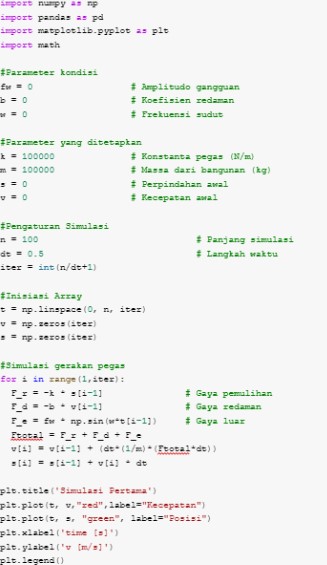 import numpy as np
import pandas as pd
import matplotlib.pyplot as plt
import math
#Parameter kondisi
fw = 0 # Amplitudo gangguan
b = 0 # Koefisien redaman
w = 0 # Frekuensi sudut
#Parameter yang ditetapkan
k = 100000 # Konstanta pegas (N/m)
m = 100000 # Massa dari bangunan (kg)
s = 0 # Perpindahan awal
v = 0 # Kecepatan awal
#Pengaturan Simulasi
n = 100 # Panjang simulasi
dt = 0.5 # Langkah waktu
iter = int(n/dt+1)
#Inisiasi Array
t = np.linspace(0, n, iter)
v = np.zeros(iter)
s = np.zeros(iter)
#Simulasi gerakan pegas
for i in range(1,iter):
F_r = -k * s[i-1] # Gaya pemulihan
F_d = -b * v[i-1] # Gaya redaman
F_e = fw * np.sin(w*t[i-1]) # Gaya luar
Ftotal = F_r + F_d + F_e
v[i] = v[i-1] + (dt*(1/m)*(Ftotal*dt))
s[i] = s[i-1] + v[i] * dt
plt.title('Simulasi Pertama')
plt.plot(t, v,"red",label="Kecepatan")
plt.plot(t, s, "green", label="Posisi")
plt.xlabel('time [s]')
plt.ylabel('v [m/s]')
plt.legend()